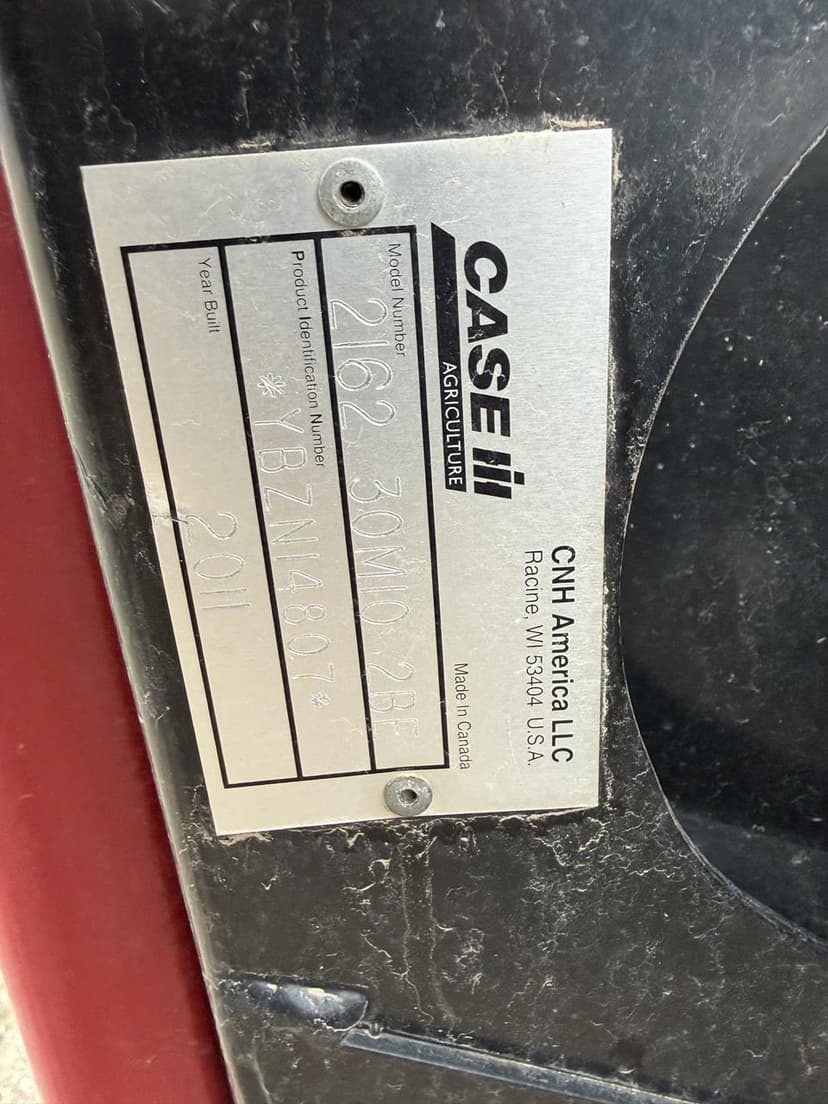 CNH America LLC
Racine, WI 53404 U.S.A.
CASE IH
AGRICULTURE
Made In Canada
Model Number
2162 30M10.2BF
Product Identification Number
*YBZN14807*
Year Built
2011